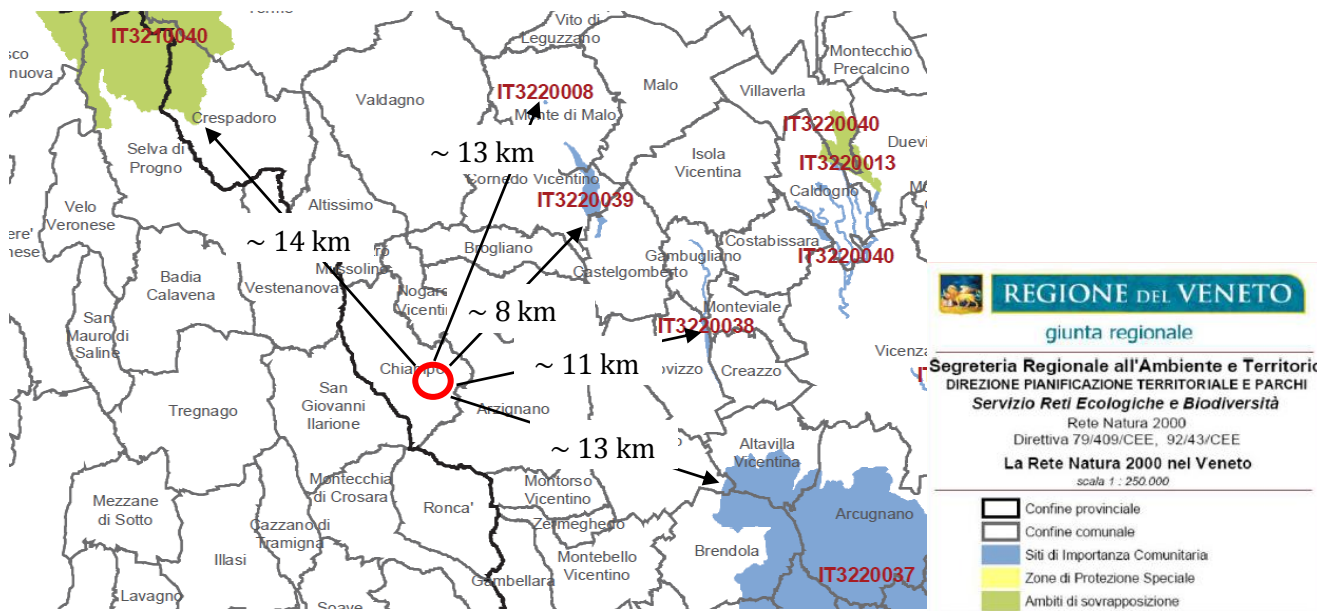 IT3210040
Vito di
Leguzzano
Montecchio
Precalcino
Malo
Villaverla
Valdagno
IT3220008
Monte di Malo
Crespadoro
IT3220040
Selva di
Progno
~ 13 km
IT3220013
Isola
Vicentina
Caldogno
Cornedo Vicentino
IT3220039
Velo
Veronese
Altissimo
~ 14 km
Brogliano
Costabissara
Gambugliano
IT3220040
Castelgomberto
Badia
Calavena
Vestenanova
~ 8 km
Monteviale
San
Mauro di
Saline
IT3220038
~ 11 km
Creazzo
San
Giovanni
Ilarione
Tregnago
Arzignano
~ 13 km
Altavilla
Vicentina
Montecchia
di Crosara
Montorso
Vicentino
Mezzane
di Sotto
Ronca'
Arcugnano
Cazzano di
Tramigna
Zermeghedo
Brendola
Illasi
Montebello
Vicentino
IT3220037
Gambellara
Lavagno
Soave
REGIONE DEL VENETO
giunta regionale
Segreteria Regionale all'Ambiente e Territorio
DIREZIONE PIANIFICAZIONE TERRITORIALE E PARCHI
Servizio Reti Ecologiche e Biodiversità
Rete Natura 2000
Direttiva 79/409/CEE, 92/43/CEE
La Rete Natura 2000 nel Veneto
scala 1 : 250.000
Confine provinciale
Confine comunale
Siti di Importanza Comunitaria
Zone di Protezione Speciale
Ambiti di sovrapposizione